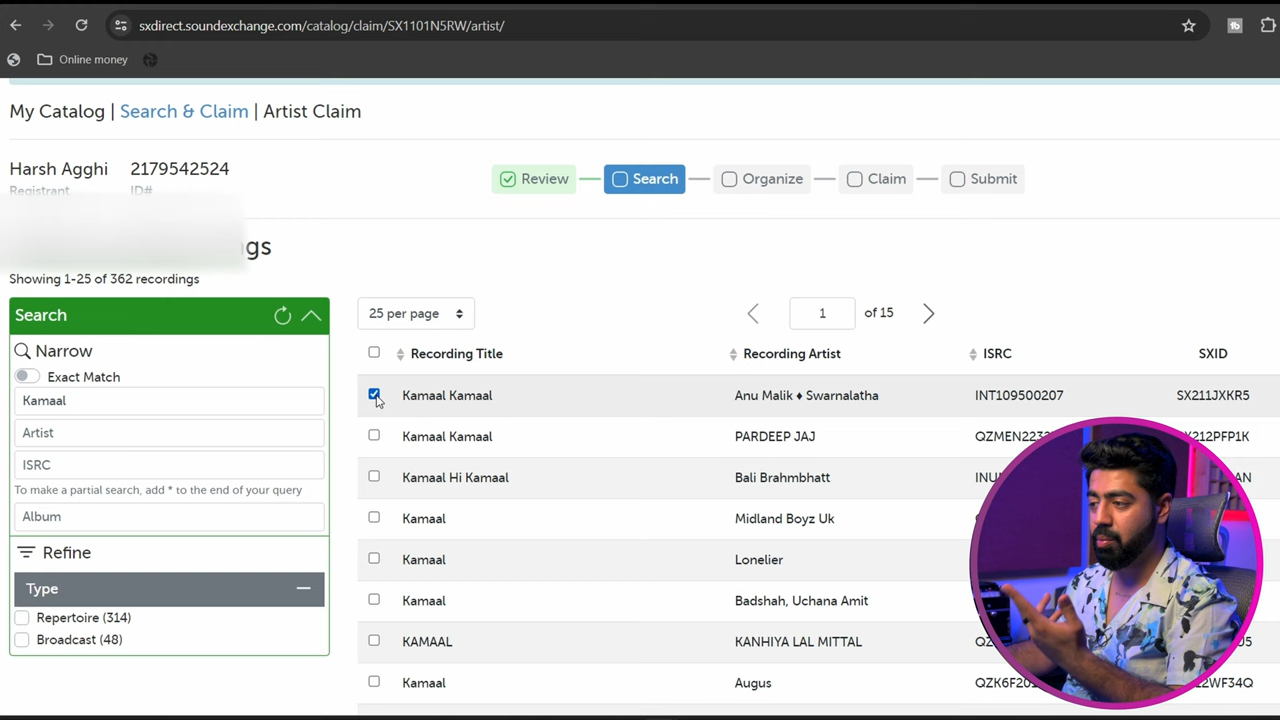 sxdirect.soundexchange.com/catalog/claim/SX1101N5RW/artist/
Online money
My Catalog | Search & Claim | Artist Claim
Harsh Agghi 2179542524
Registrant ID#
Review Search Organize Claim Submit
Showing 1-25 of 362 recordings
Search
Narrow
Exact Match
Kamaal
Artist
ISRC
To make a partial search, add * to the end of your query
Album
Refine
Type
Repertoire (314)
Broadcast (48)
25 per page 1 of 15
Recording Title Recording Artist ISRC SXID
Kamaal Kamaal Anu Malik ♦ Swarnalatha INT109500207 SX211JXKR5
Kamaal Kamaal PARDEEP JAJ
Kamaal Hi Kamaal Bali Brahmbhatt
Kamaal Midland Boyz Uk
Kamaal Lonelier
Kamaal Badshah, Uchana Amit
KAMAAL KANHIYA LAL MITTAL
Kamaal Augus